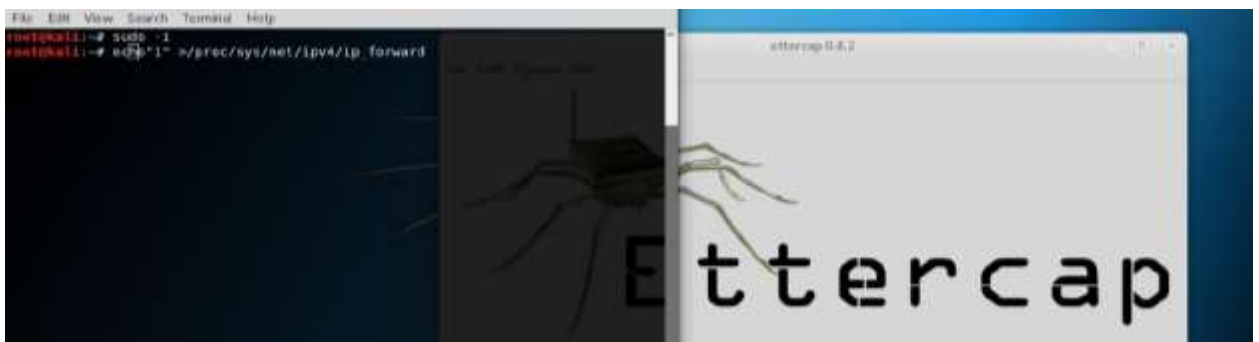 File Edit View Search Terminal Help
root@kali:~# sudo -i
root@kali:~# echo"1" >/proc/sys/net/ipv4/ip_forward
ettercap 0.8.2
Ettercap